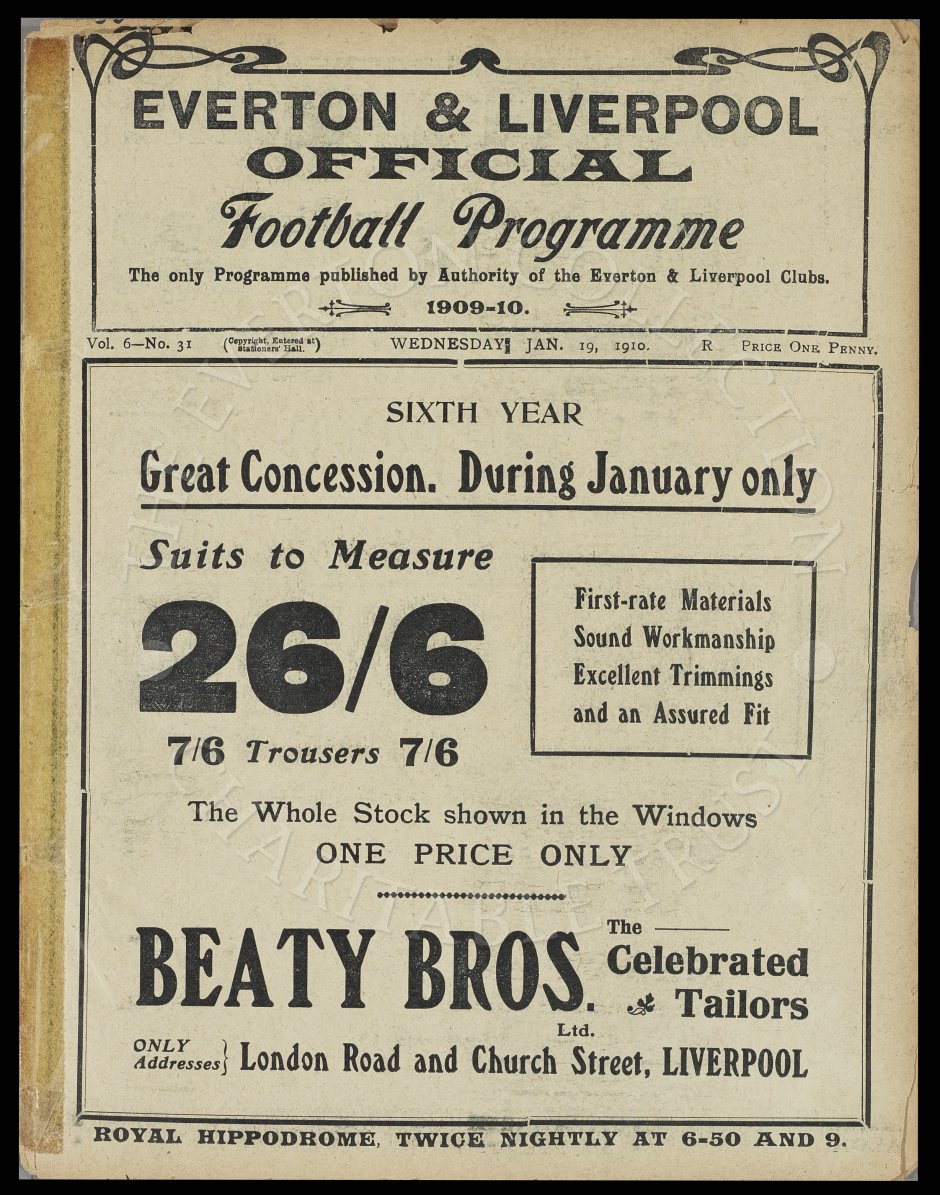 EVERTON & LIVERPOOL
OFFICIAL
Football Programme
The only Programme published by Authority of the Everton & Liverpool Clubs.
1909-10.
Vol. 6—No. 31 (Copyright, Entered at Stationers' Hall.) WEDNESDAY, JAN. 19, 1910. R PRICE ONE PENNY.
SIXTH YEAR
Great Concession. During January only
Suits to Measure
26/6
7/6 Trousers 7/6
First-rate Materials
Sound Workmanship
Excellent Trimmings
and an Assured Fit
The Whole Stock shown in the Windows
ONE PRICE ONLY
BEATY BROS. Ltd.
The
Celebrated
Tailors
ONLY Addresses} London Road and Church Street, LIVERPOOL
ROYAL HIPPODROME, TWICE NIGHTLY AT 6-50 AND 9.
THE EVERTON COLLECTION
CHARITABLE TRUST